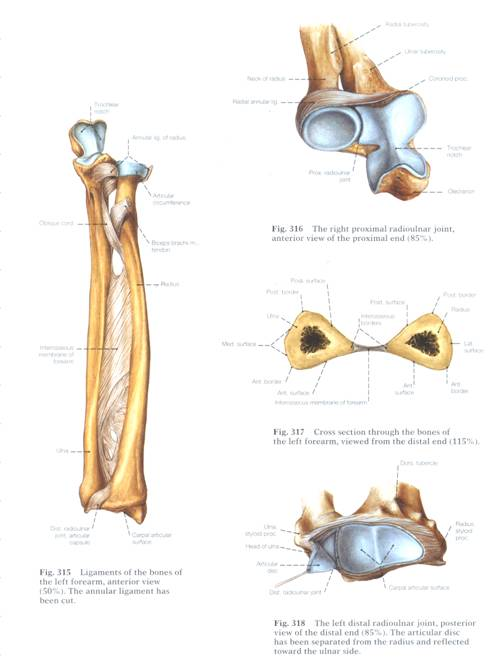 Trochlear
notch
Annular lig. of radius
Articular
circumference
Oblique cord
Biceps brachii m.,
tendon
Radius
Interosseous
membrane of
forearm
Ulna
Dist. radioulnar
joint, articular
capsule
Carpal articular
surface
Fig. 315 Ligaments of the bones of
the left forearm, anterior view
(50%). The annular ligament has
been cut.
Radial tuberosity
Ulnar tuberosity
Neck of radius
Coronoid proc.
Radial annular lig.
Trochlear
notch
Prox. radioulnar
joint
Olecranon
Fig. 316 The right proximal radioulnar joint,
anterior view of the proximal end (85%).
Post. surface
Post. border
Ulna
Interosseous
borders
Post. surface
Post. border
Radius
Med. surface
Lat.
surface
Ant. border
Ant. surface
Interosseous membrane of forearm
Ant.
surface
Ant.
border
Fig. 317 Cross section through the bones of
the left forearm, viewed from the distal end (115%).
Dors. tubercle
Ulna
styloid proc.
Head of ulna
Articular
disc
Dist. radioulnar joint
Radius
styloid
proc.
Carpal articular surface
Fig. 318 The left distal radioulnar joint, posterior
view of the distal end (85%). The articular disc
has been separated from the radius and reflected
toward the ulnar side.